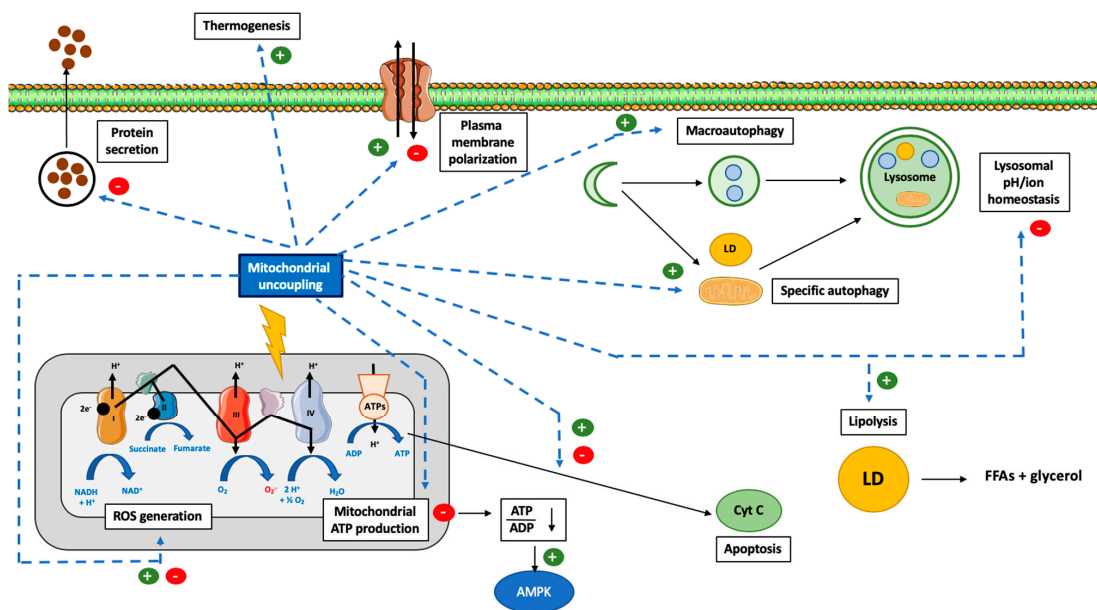 Thermogenesis
+
Protein
secretion
-
Plasma
membrane
polarization
+
-
+
Macroautophagy
Lysosome
Lysosomal
pH/ion
homeostasis
-
LD
+
Specific autophagy
Mitochondrial
uncoupling
H⁺
H⁺
H⁺
2e⁻
I
2e⁻
II
III
IV
ATPs
H⁺
Succinate
Fumarate
ADP
ATP
NADH
+ H⁺
NAD⁺
O₂
O₂·⁻
2 H⁺
+ ½ O₂
H₂O
ROS generation
Mitochondrial
ATP production
-
+
-
ATP
ADP
+
AMPK
+
-
Cyt C
Apoptosis
+
Lipolysis
LD
FFAs + glycerol